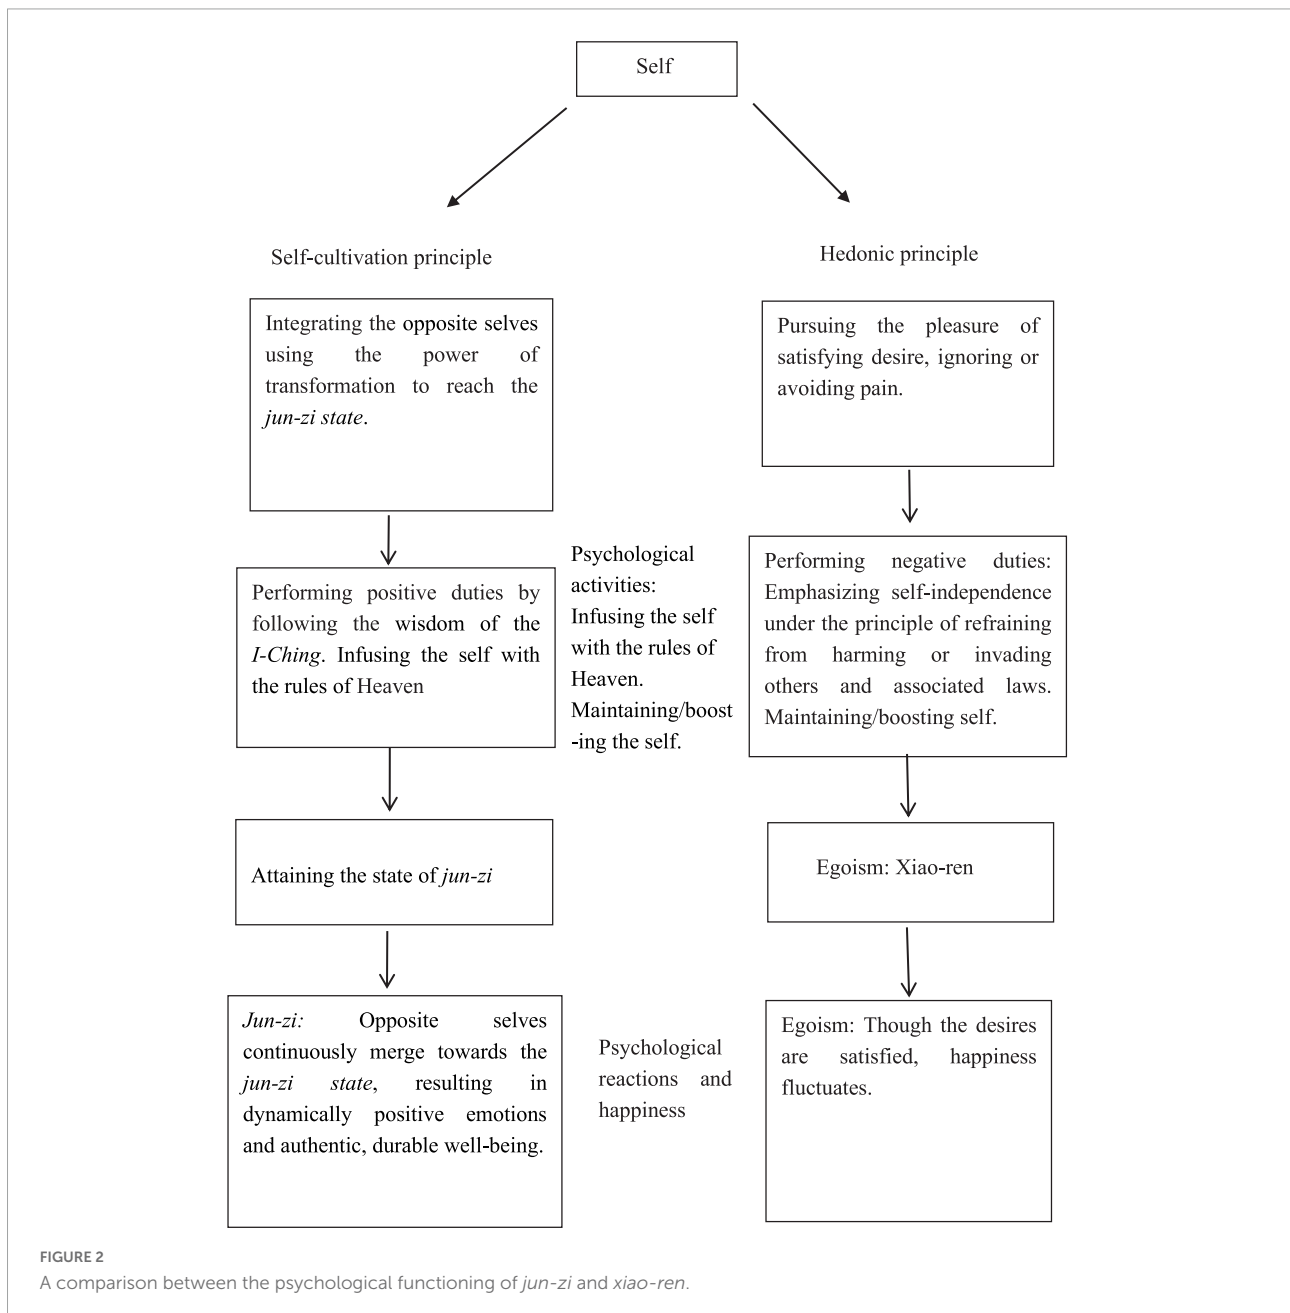 Self
Self-cultivation principle
Hedonic principle
Integrating the opposite selves
using the power of
transformation to reach the
jun-zi state.
Pursuing the pleasure of
satisfying desire, ignoring or
avoiding pain.
Performing positive duties by
following the wisdom of the
I-Ching. Infusing the self with
the rules of Heaven
Psychological
activities:
Infusing the self
with the rules of
Heaven.
Maintaining/boost
-ing the self.
Performing negative duties:
Emphasizing self-independence
under the principle of refraining
from harming or invading
others and associated laws.
Maintaining/boosting self.
Attaining the state of jun-zi
Egoism: Xiao-ren
Jun-zi: Opposite selves
continuously merge towards the
jun-zi state, resulting in
dynamically positive emotions
and authentic, durable well-being.
Psychological
reactions and
happiness
Egoism: Though the desires
are satisfied, happiness
fluctuates.
FIGURE 2
A comparison between the psychological functioning of jun-zi and xiao-ren.